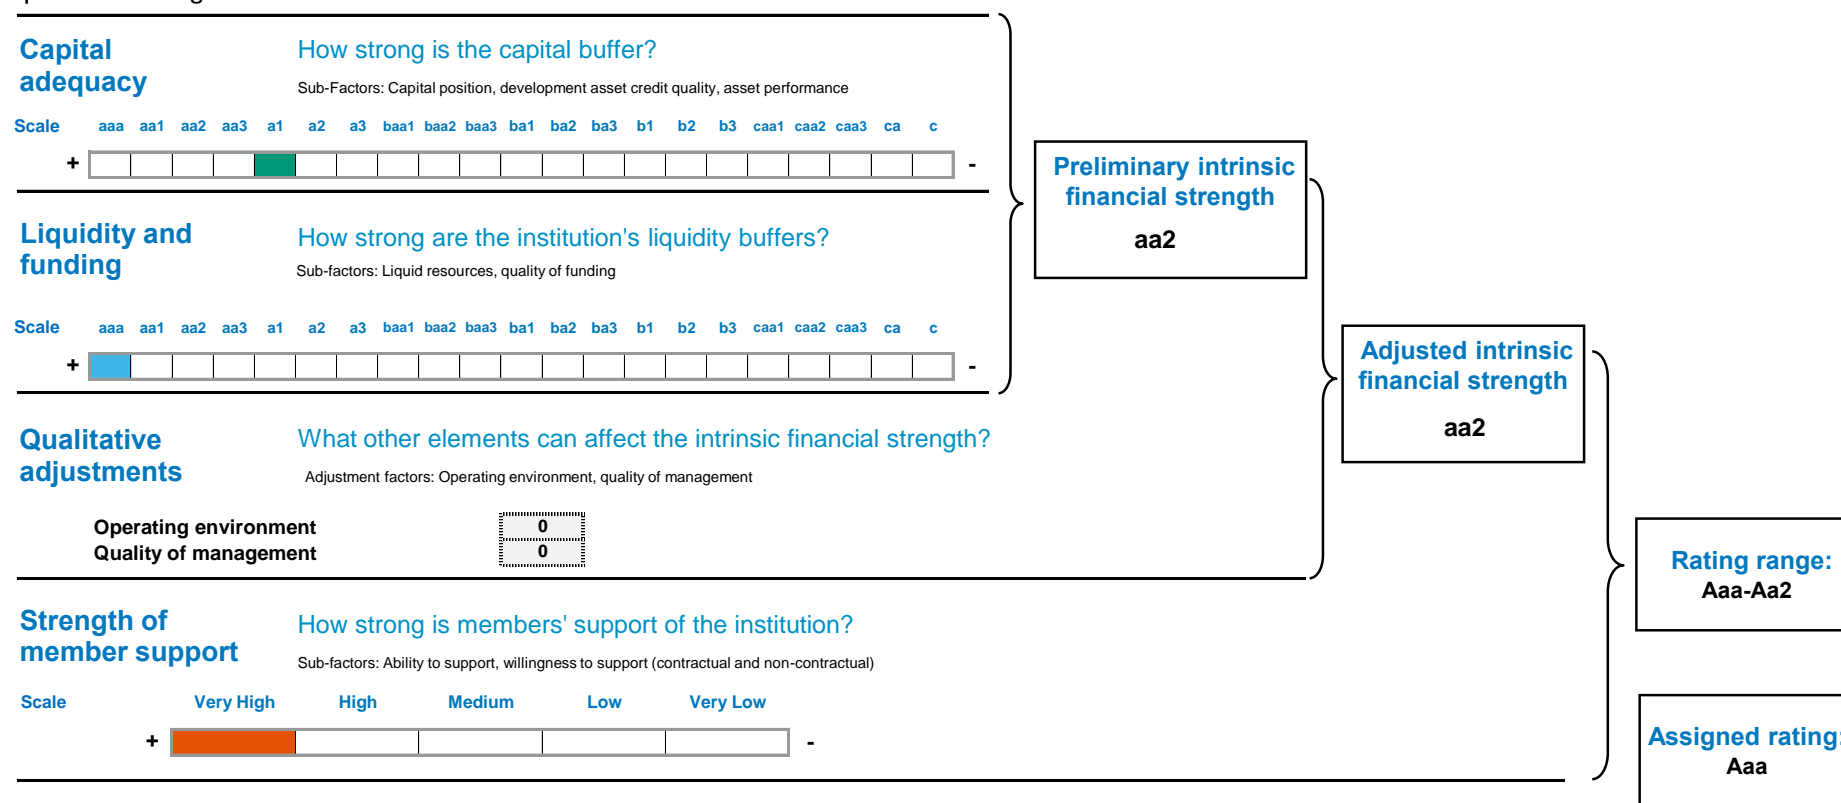 Capital
adequacy
How strong is the capital buffer?
Sub-Factors: Capital position, development asset credit quality, asset performance
Scale aaa aa1 aa2 aa3 a1 a2 a3 baa1 baa2 baa3 ba1 ba2 ba3 b1 b2 b3 caa1 caa2 caa3 ca c
+ -
Liquidity and
funding
How strong are the institution's liquidity buffers?
Sub-factors: Liquid resources, quality of funding
Scale aaa aa1 aa2 aa3 a1 a2 a3 baa1 baa2 baa3 ba1 ba2 ba3 b1 b2 b3 caa1 caa2 caa3 ca c
+ -
Preliminary intrinsic
financial strength
aa2
Qualitative
adjustments
What other elements can affect the intrinsic financial strength?
Adjustment factors: Operating environment, quality of management
Operating environment 0
Quality of management 0
Adjusted intrinsic
financial strength
aa2
Strength of
member support
How strong is members' support of the institution?
Sub-factors: Ability to support, willingness to support (contractual and non-contractual)
Scale Very High High Medium Low Very Low
+ -
Rating range:
Aaa-Aa2
Assigned rating:
Aaa